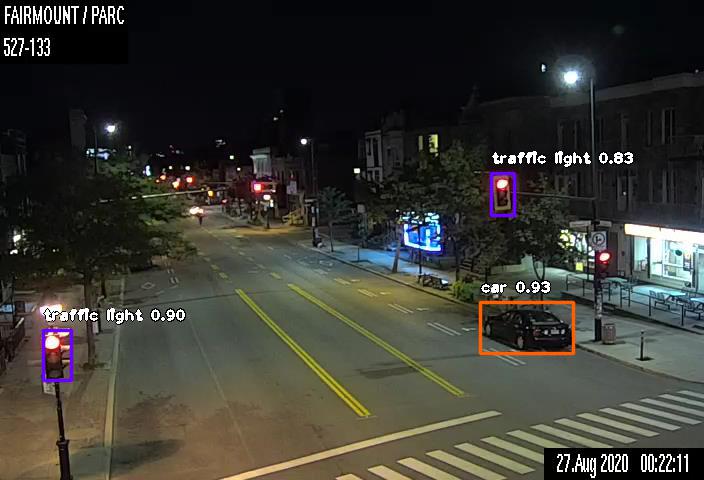 FAIRMOUNT / PARC
527-133
traffic light 0.83
car 0.93
traffic light 0.90
27.Aug 2020 00:22:11